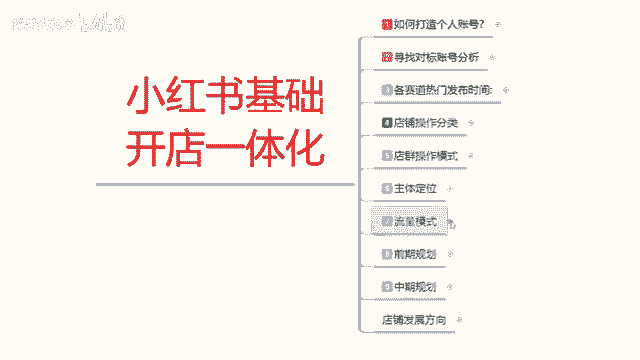 小红书基础
开店一体化
1 如何打造个人账号?
2 寻找对标账号分析
3 各赛道热门发布时间:
4 店铺操作分类
5 店群操作模式
6 主体定位
7 流量模式
8 前期规划
9 中期规划
店铺发展方向